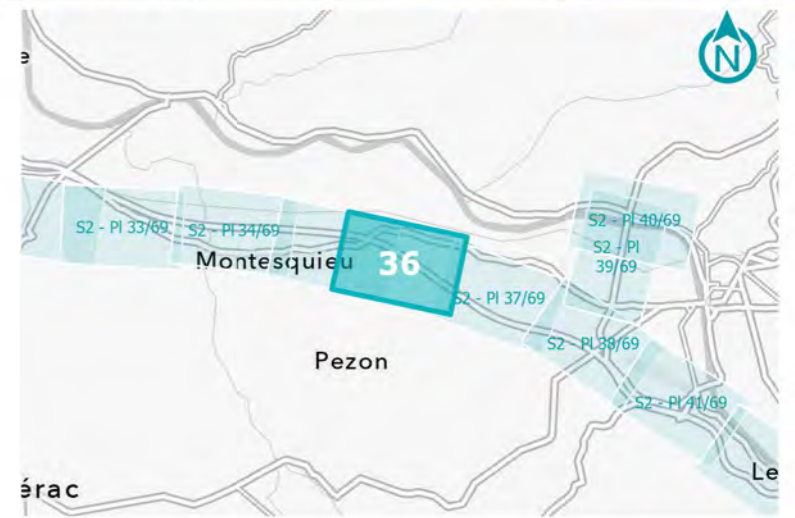 N
S2 - Pl 40/69
S2 - Pl 33/69
S2 - Pl 34/69
S2 - Pl
39/69
Montesquieu
36
S2 - Pl 37/69
S2 - Pl 38/69
Pezon
S2 - Pl 41/69
Le
érac